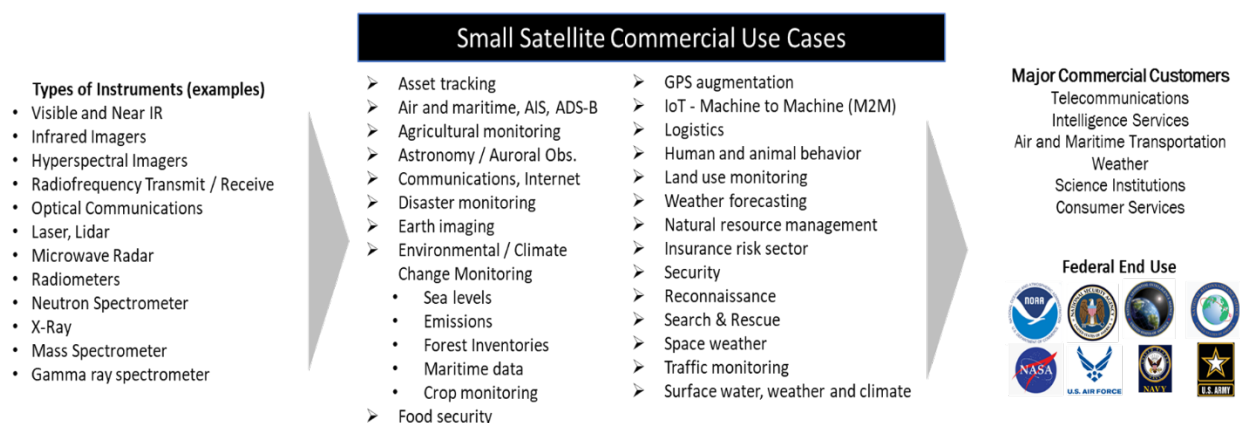 Small Satellite Commercial Use Cases
Types of Instruments (examples)
• Visible and Near IR
• Infrared Imagers
• Hyperspectral Imagers
• Radiofrequency Transmit / Receive
• Optical Communications
• Laser, Lidar
• Microwave Radar
• Radiometers
• Neutron Spectrometer
• X-Ray
• Mass Spectrometer
• Gamma ray spectrometer
➢ Asset tracking
➢ Air and maritime, AIS, ADS-B
➢ Agricultural monitoring
➢ Astronomy / Auroral Obs.
➢ Communications, Internet
➢ Disaster monitoring
➢ Earth imaging
➢ Environmental / Climate
Change Monitoring
• Sea levels
• Emissions
• Forest Inventories
• Maritime data
• Crop monitoring
➢ Food security
➢ GPS augmentation
➢ IoT - Machine to Machine (M2M)
➢ Logistics
➢ Human and animal behavior
➢ Land use monitoring
➢ Weather forecasting
➢ Natural resource management
➢ Insurance risk sector
➢ Security
➢ Reconnaissance
➢ Search & Rescue
➢ Space weather
➢ Traffic monitoring
➢ Surface water, weather and climate
Major Commercial Customers
Telecommunications
Intelligence Services
Air and Maritime Transportation
Weather
Science Institutions
Consumer Services
Federal End Use
NOAA
NATIONAL SECURITY AGENCY
NASA
U.S. AIR FORCE
NAVY
U.S. ARMY